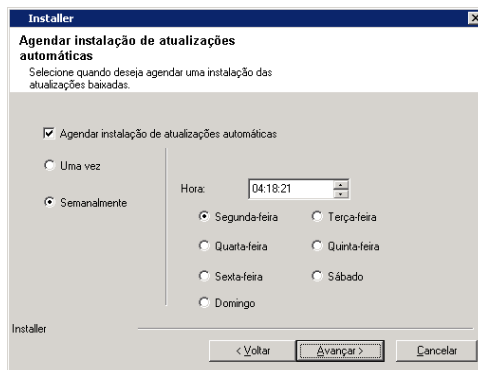 Installer
Agendar instalação de atualizações
automáticas
Selecione quando deseja agendar uma instalação das
atualizações baixadas.
Agendar instalação de atualizações automáticas
Uma vez
Semanalmente
Hora: 04:18:21
Segunda-feira Terça-feira
Quarta-feira Quinta-feira
Sexta-feira Sábado
Domingo
Installer
< Voltar Avançar > Cancelar